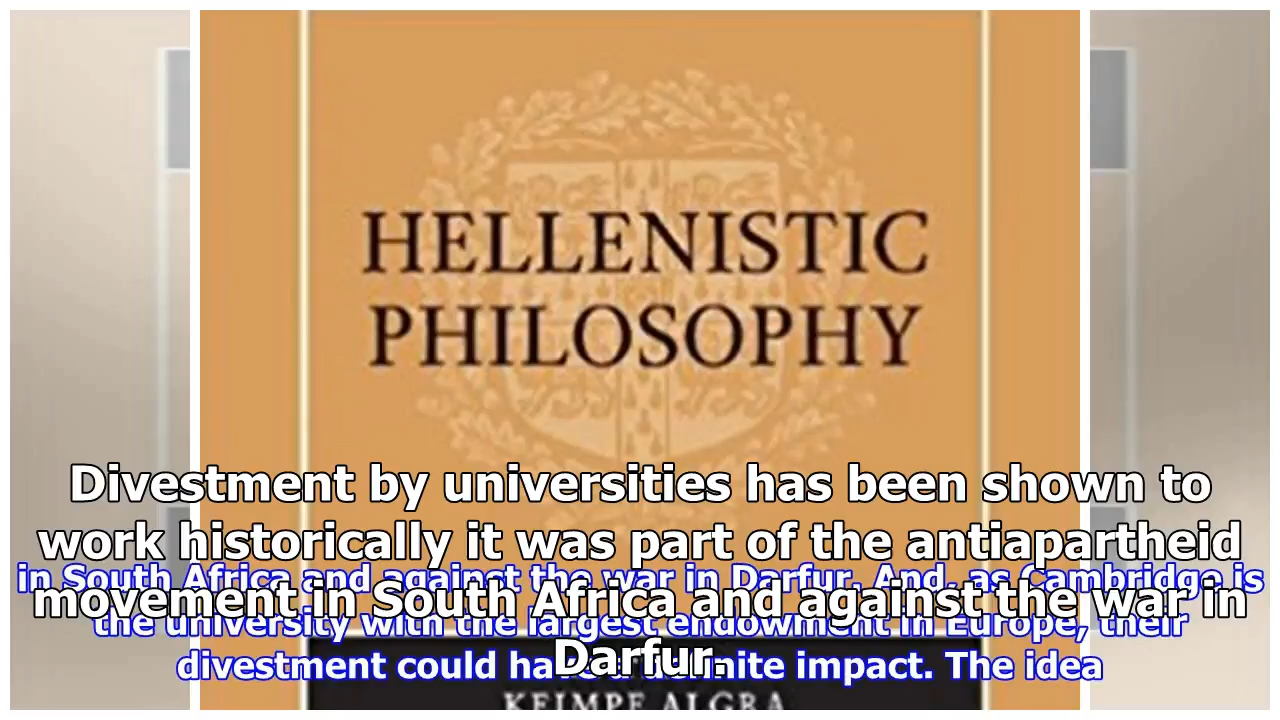 HELLENISTIC
PHILOSOPHY
Divestment by universities has been shown to
work historically it was part of the antiapartheid
movement in South Africa and against the war in
Darfur.
in South Africa and against the war in Darfur. And, as Cambridge is
the university with the largest endowment in Europe, their
divestment could have a definite impact. The idea
KEIMPE ALGRA